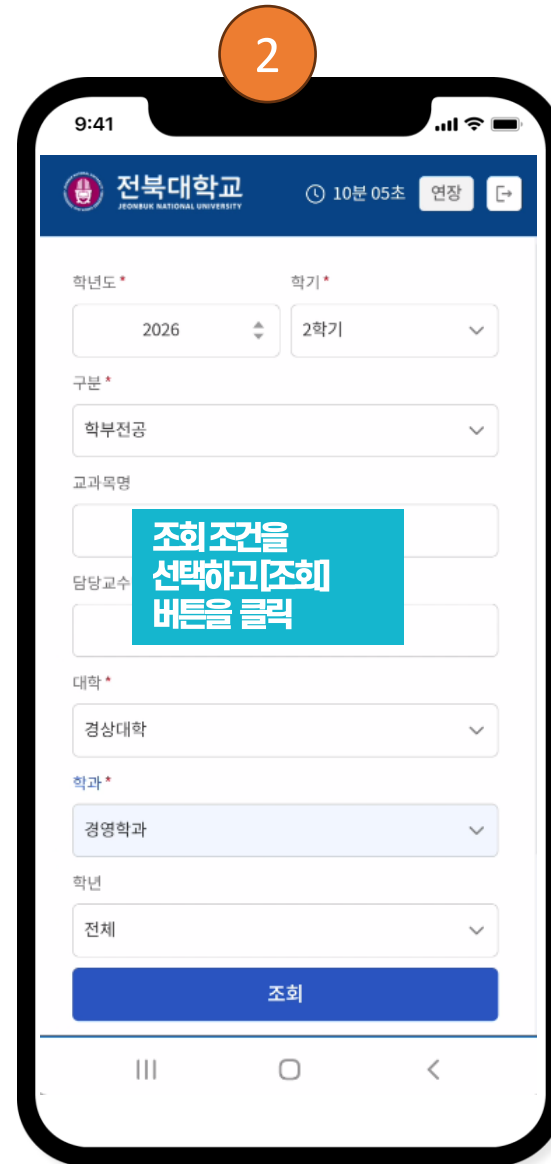 2
9:41
전북대학교
JEONBUK NATIONAL UNIVERSITY
10분 05초
연장
학년도 *
학기 *
2026
2학기
구분 *
학부전공
교과목명
조회 조건을
선택하고 [조회]
버튼을 클릭
담당교수
대학 *
경상대학
학과 *
경영학과
학년
전체
조회